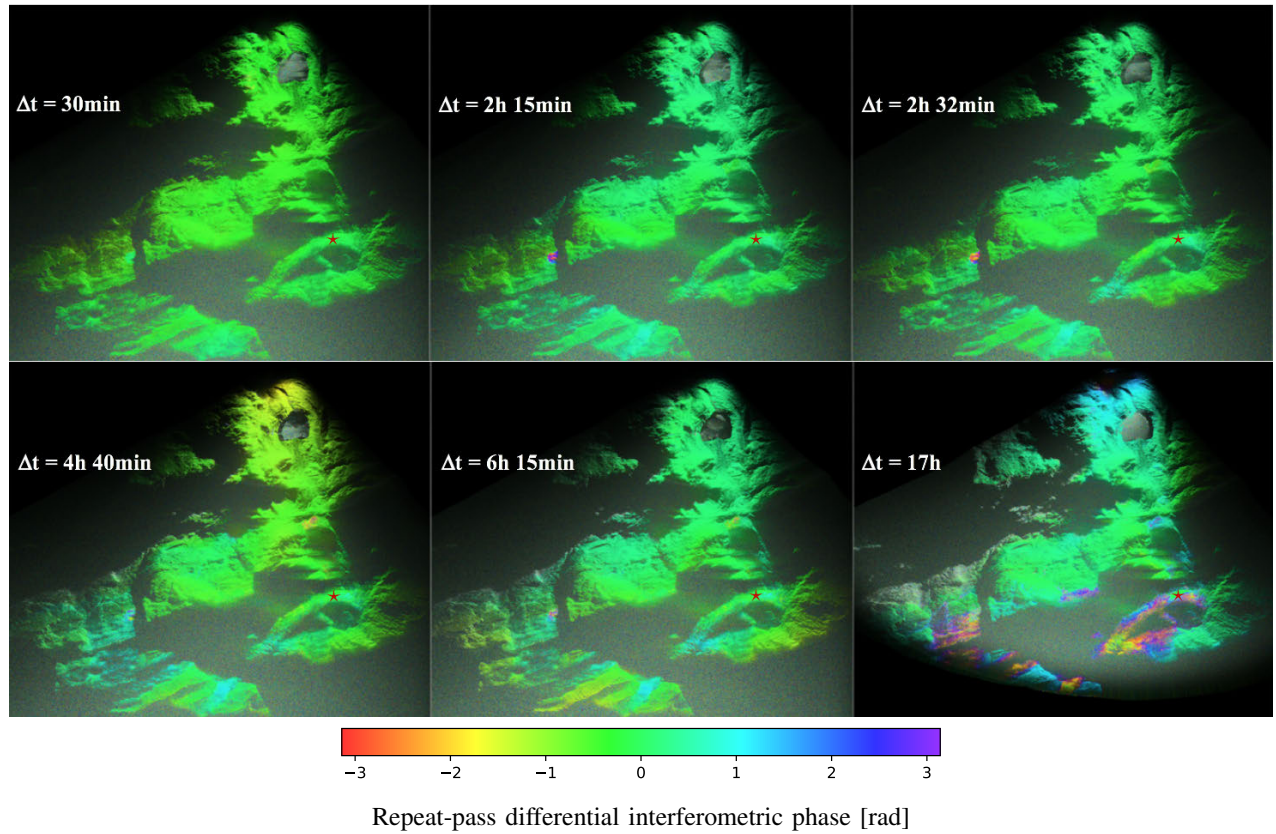 Δt = 30min
Δt = 2h 15min
Δt = 2h 32min
Δt = 4h 40min
Δt = 6h 15min
Δt = 17h
−3 −2 −1 0 1 2 3
Repeat-pass differential interferometric phase [rad]